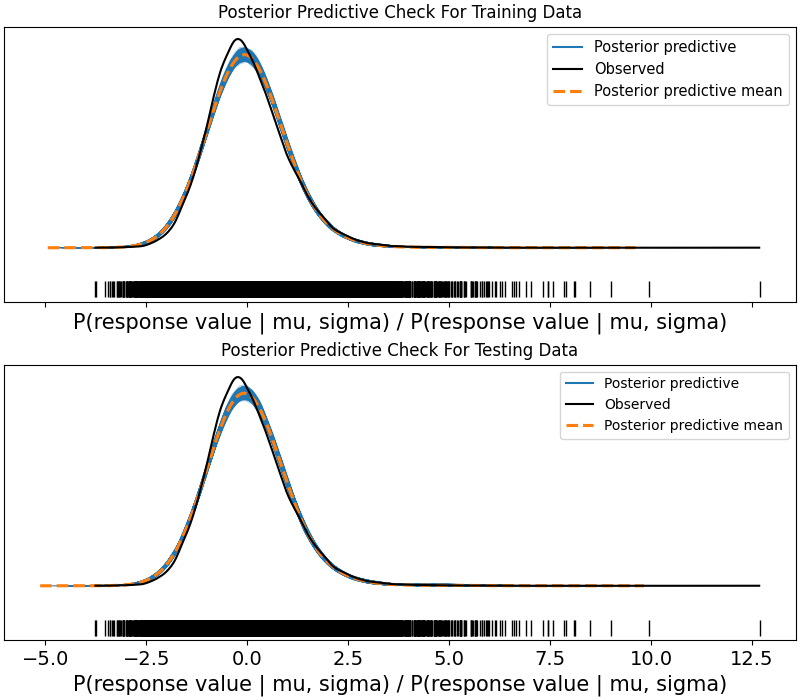 Posterior Predictive Check For Training Data
Posterior predictive
Observed
Posterior predictive mean
P(response value | mu, sigma) / P(response value | mu, sigma)
Posterior Predictive Check For Testing Data
Posterior predictive
Observed
Posterior predictive mean
−5.0 −2.5 0.0 2.5 5.0 7.5 10.0 12.5
P(response value | mu, sigma) / P(response value | mu, sigma)